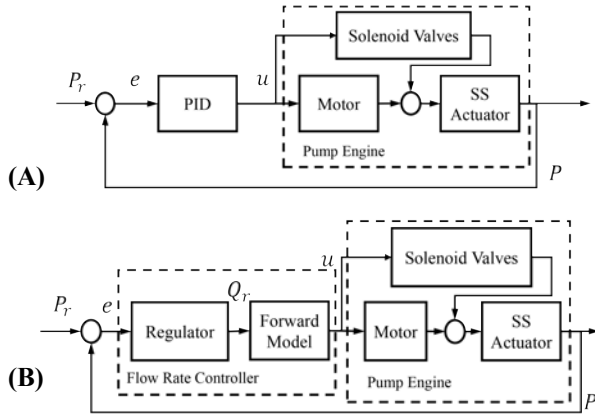 Solenoid Valves
P_r
e
PID
u
Motor
SS
Actuator
Pump Engine
P
(A)
Solenoid Valves
u
P_r
e
Q_r
Regulator
Forward
Model
Motor
SS
Actuator
Flow Rate Controller
Pump Engine
P
(B)